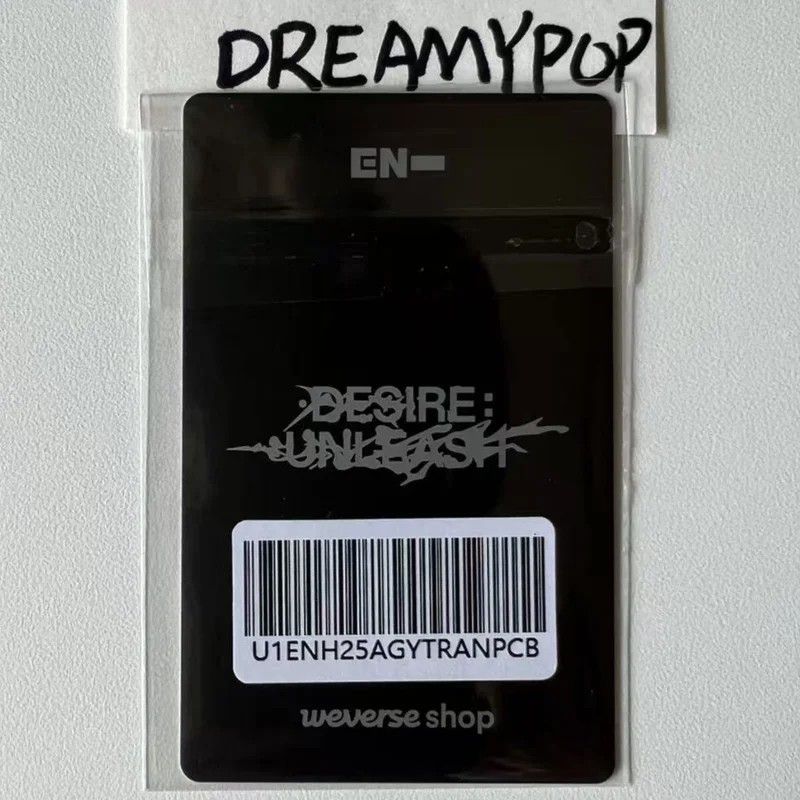 DREAMYPOP
EN-
DESIRE:
UNLEASH
U1ENH25AGYTRANPCB
weverse shop